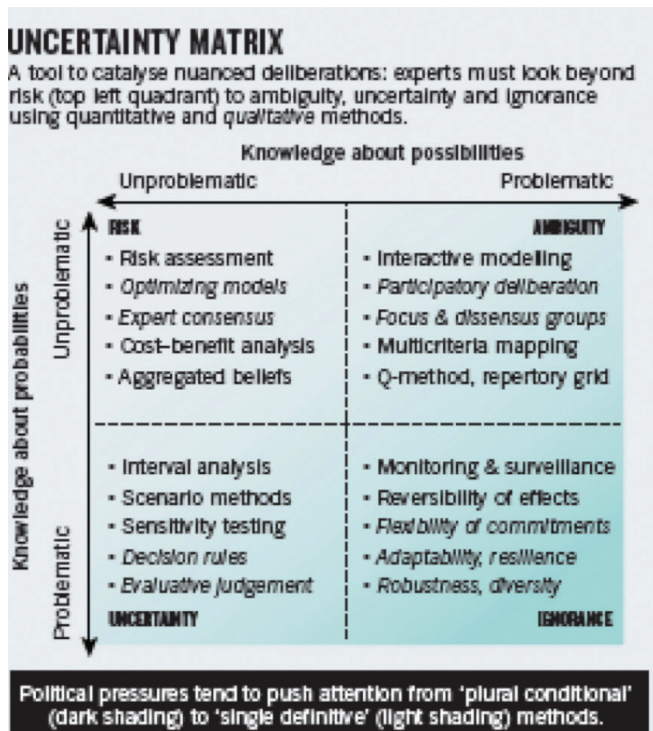 UNCERTAINTY MATRIX
A tool to catalyse nuanced deliberations: experts must look beyond
risk (top left quadrant) to ambiguity, uncertainty and ignorance
using quantitative and qualitative methods.
Knowledge about possibilities
Unproblematic
Problematic
Knowledge about probabilities
Unproblematic
Problematic
RISK
• Risk assessment
• Optimizing models
• Expert consensus
• Cost–benefit analysis
• Aggregated beliefs
AMBIGUITY
• Interactive modelling
• Participatory deliberation
• Focus & dissensus groups
• Multicriteria mapping
• Q-method, repertory grid
• Interval analysis
• Scenario methods
• Sensitivity testing
• Decision rules
• Evaluative judgement
UNCERTAINTY
• Monitoring & surveillance
• Reversibility of effects
• Flexibility of commitments
• Adaptability, resilience
• Robustness, diversity
IGNORANCE
Political pressures tend to push attention from ‘plural conditional’
(dark shading) to ‘single definitive’ (light shading) methods.